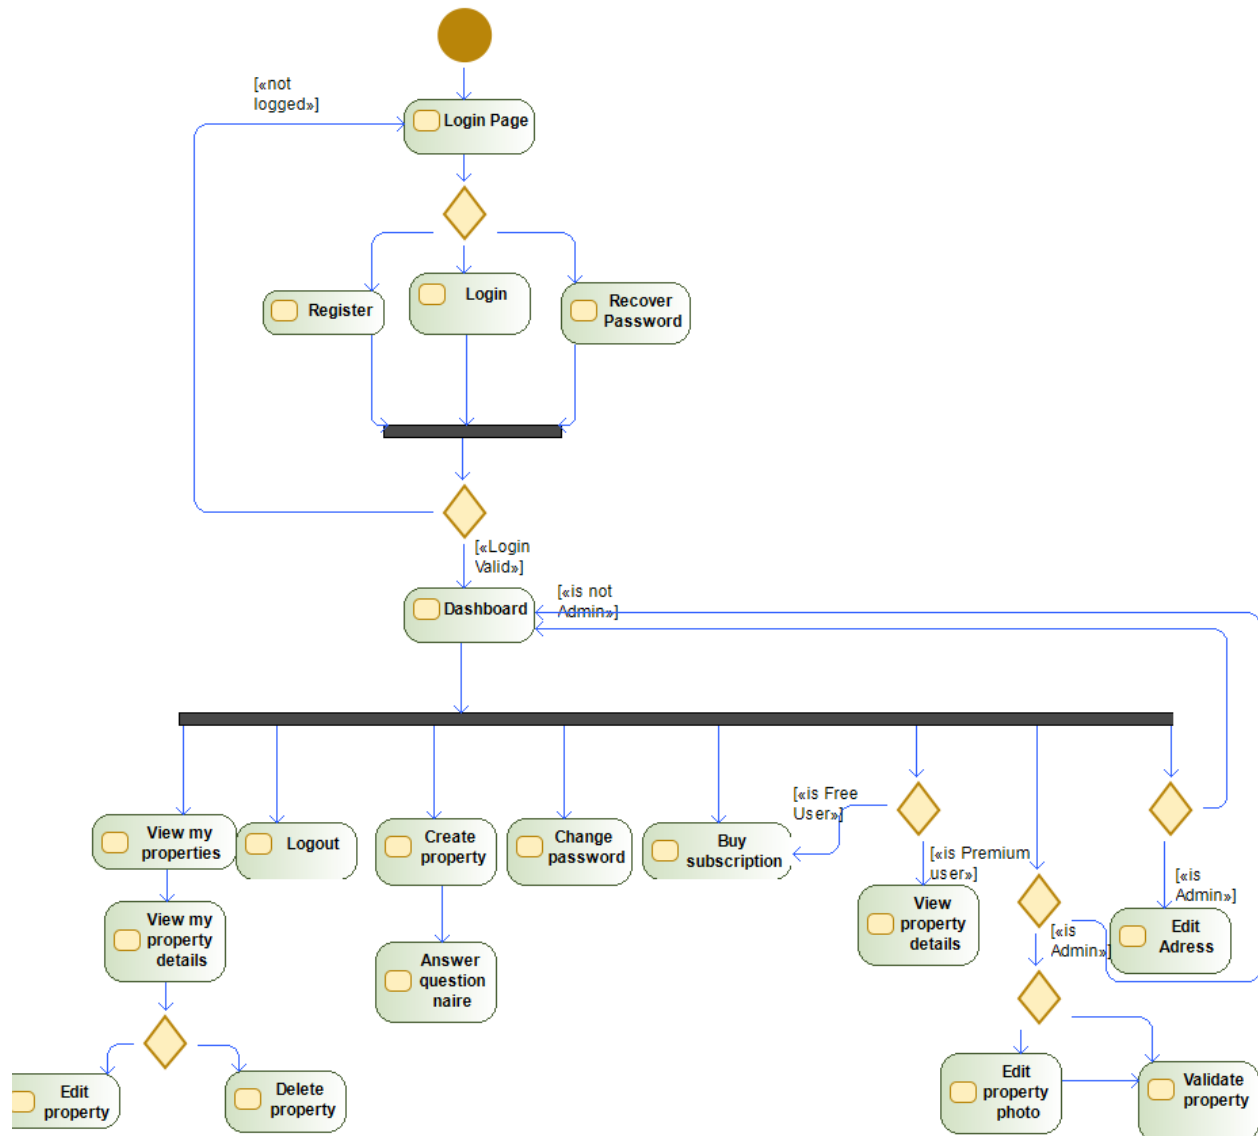 [«not
logged»]
Login Page
Register
Login
Recover
Password
[«Login
Valid»]
Dashboard
[«is not
Admin»]
[«is Free
User»]
[«is Premium
user»]
[«is
Admin»]
[«is
Admin»]
View my
properties
Logout
Create
property
Change
password
Buy
subscription
View
property
details
Edit
Adress
View my
property
details
Answer
question
naire
Edit
property
Delete
property
Edit
property
photo
Validate
property